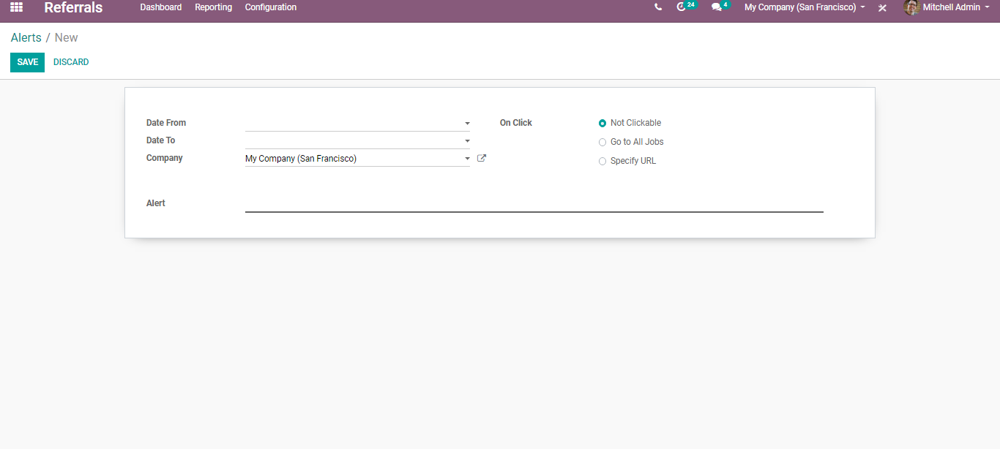 Referrals Dashboard Reporting Configuration 24 4 My Company (San Francisco) Mitchell Admin
Alerts / New
SAVE DISCARD
Date From On Click Not Clickable
Date To Go to All Jobs
Company My Company (San Francisco) Specify URL
Alert